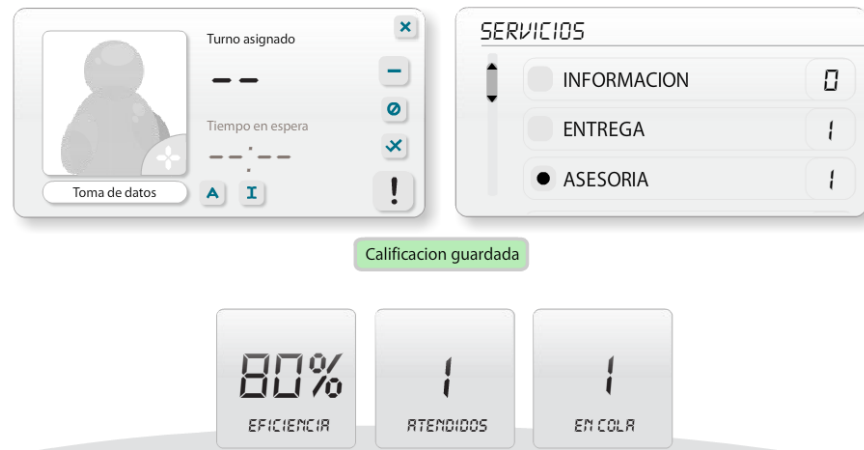 Turno asignado
-- 
Tiempo en espera
--:--
Toma de datos
A I
!
SERVICIOS
INFORMACION 0
ENTREGA 1
ASESORIA 1
Calificacion guardada
80% 1 1
EFICIENCIA ATENDIDOS EN COLA